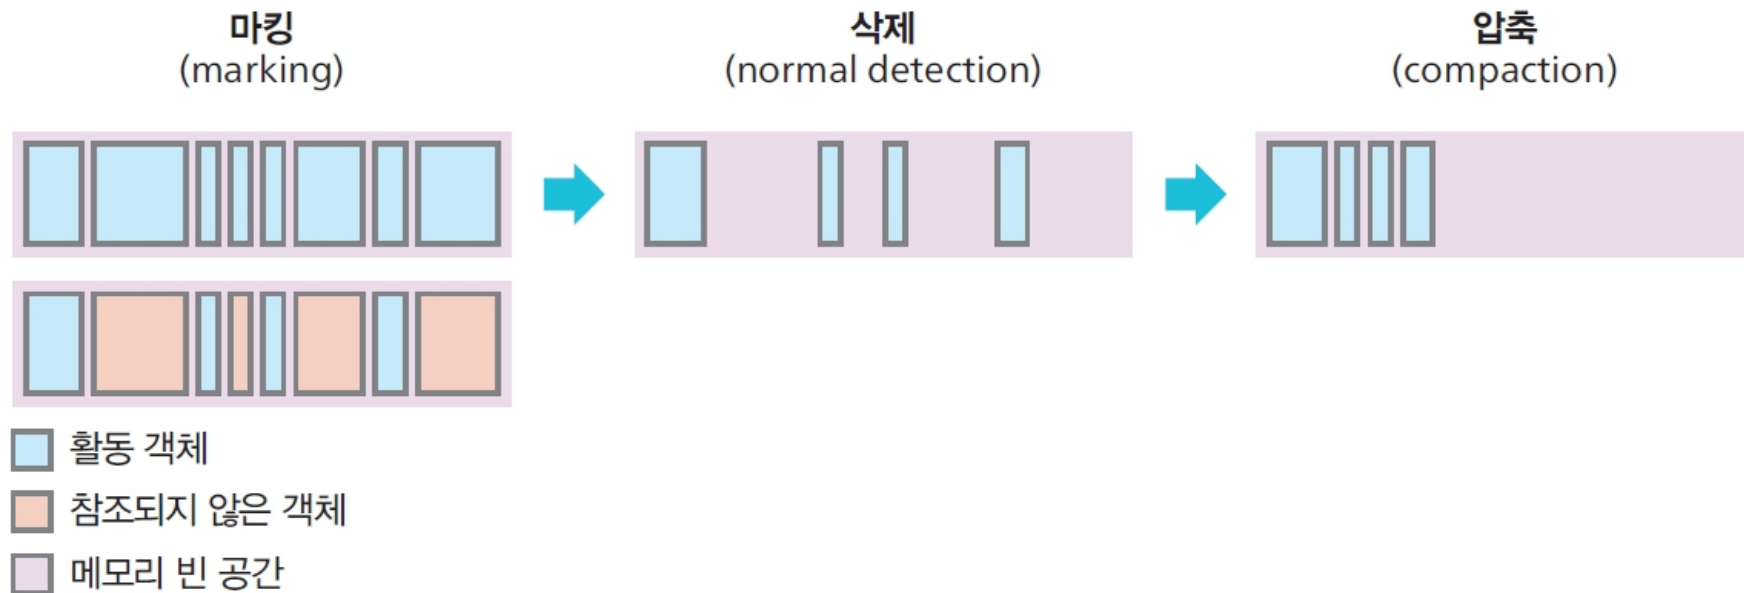 마킹
(marking)
삭제
(normal detection)
압축
(compaction)
활동 객체
참조되지 않은 객체
메모리 빈 공간